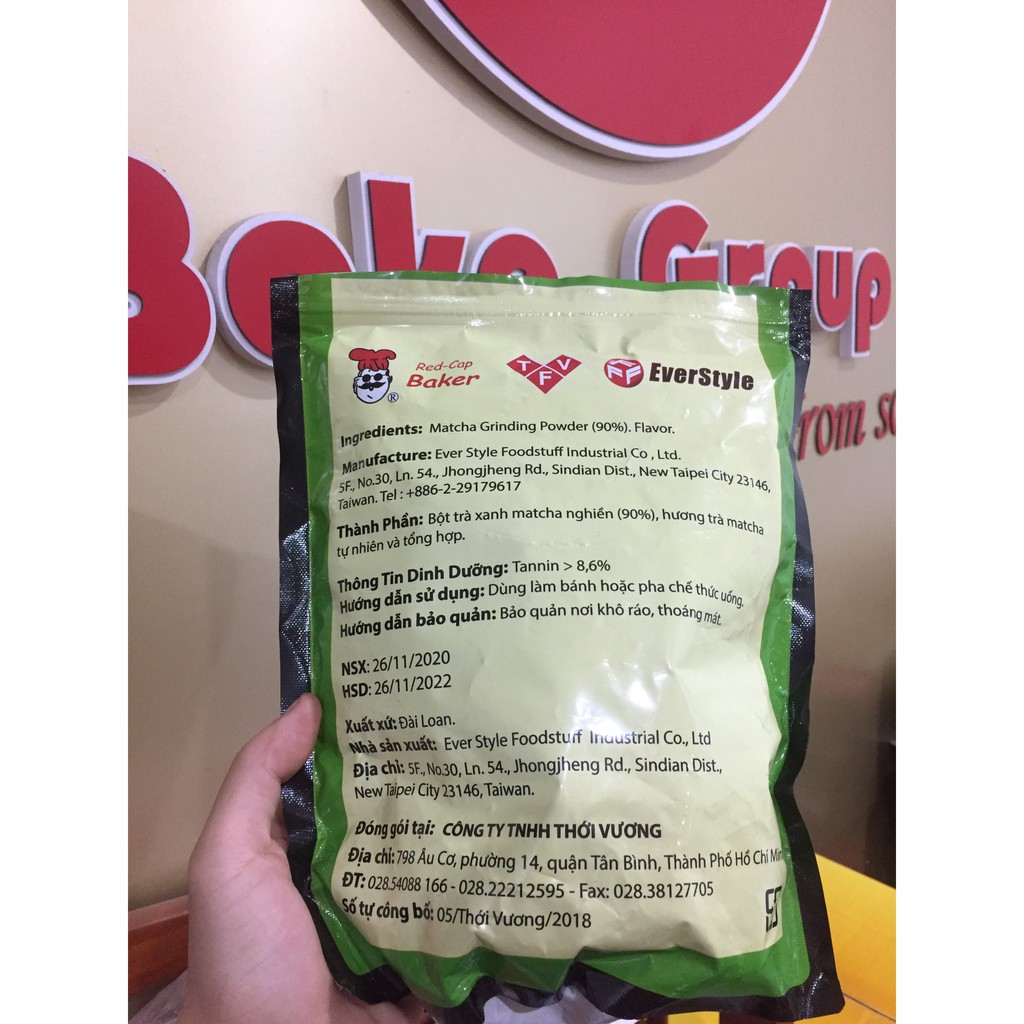 Bake Group
from
Red-Cap
Baker
®
TFV
EverStyle
Ingredients: Matcha Grinding Powder (90%). Flavor.
Manufacture: Ever Style Foodstuff Industrial Co , Ltd.
5F., No.30, Ln. 54., Jhongjheng Rd., Sindian Dist., New Taipei City 23146,
Taiwan. Tel : +886-2-29179617
Thành Phần: Bột trà xanh matcha nghiền (90%), hương trà matcha
tự nhiên và tổng hợp.
Thông Tin Dinh Dưỡng: Tannin > 8,6%
Hướng dẫn sử dụng: Dùng làm bánh hoặc pha chế thức uống.
Hướng dẫn bảo quản: Bảo quản nơi khô ráo, thoáng mát.
NSX: 26/11/2020
HSD: 26/11/2022
Xuất xứ: Đài Loan.
Nhà sản xuất: Ever Style Foodstuff Industrial Co., Ltd
Địa chỉ: 5F., No.30, Ln. 54., Jhongjheng Rd., Sindian Dist.,
New Taipei City 23146, Taiwan.
Đóng gói tại: CÔNG TY TNHH THỚI VƯƠNG
Địa chỉ: 798 Âu Cơ, phường 14, quận Tân Bình, Thành Phố Hồ Chí Min
ĐT: 028.54088 166 - 028.22212595 - Fax: 028.38127705
Số tự công bố: 05/Thới Vương/2018